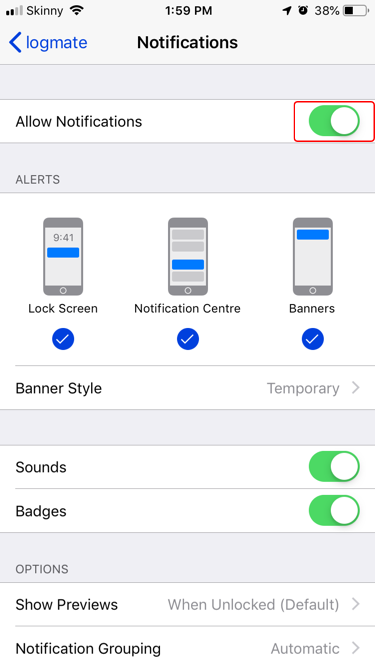 Skinny 1:59 PM 38%
logmate Notifications
Allow Notifications
ALERTS
9:41
Lock Screen Notification Centre Banners
Banner Style Temporary
Sounds
Badges
OPTIONS
Show Previews When Unlocked (Default)
Notification Grouping Automatic